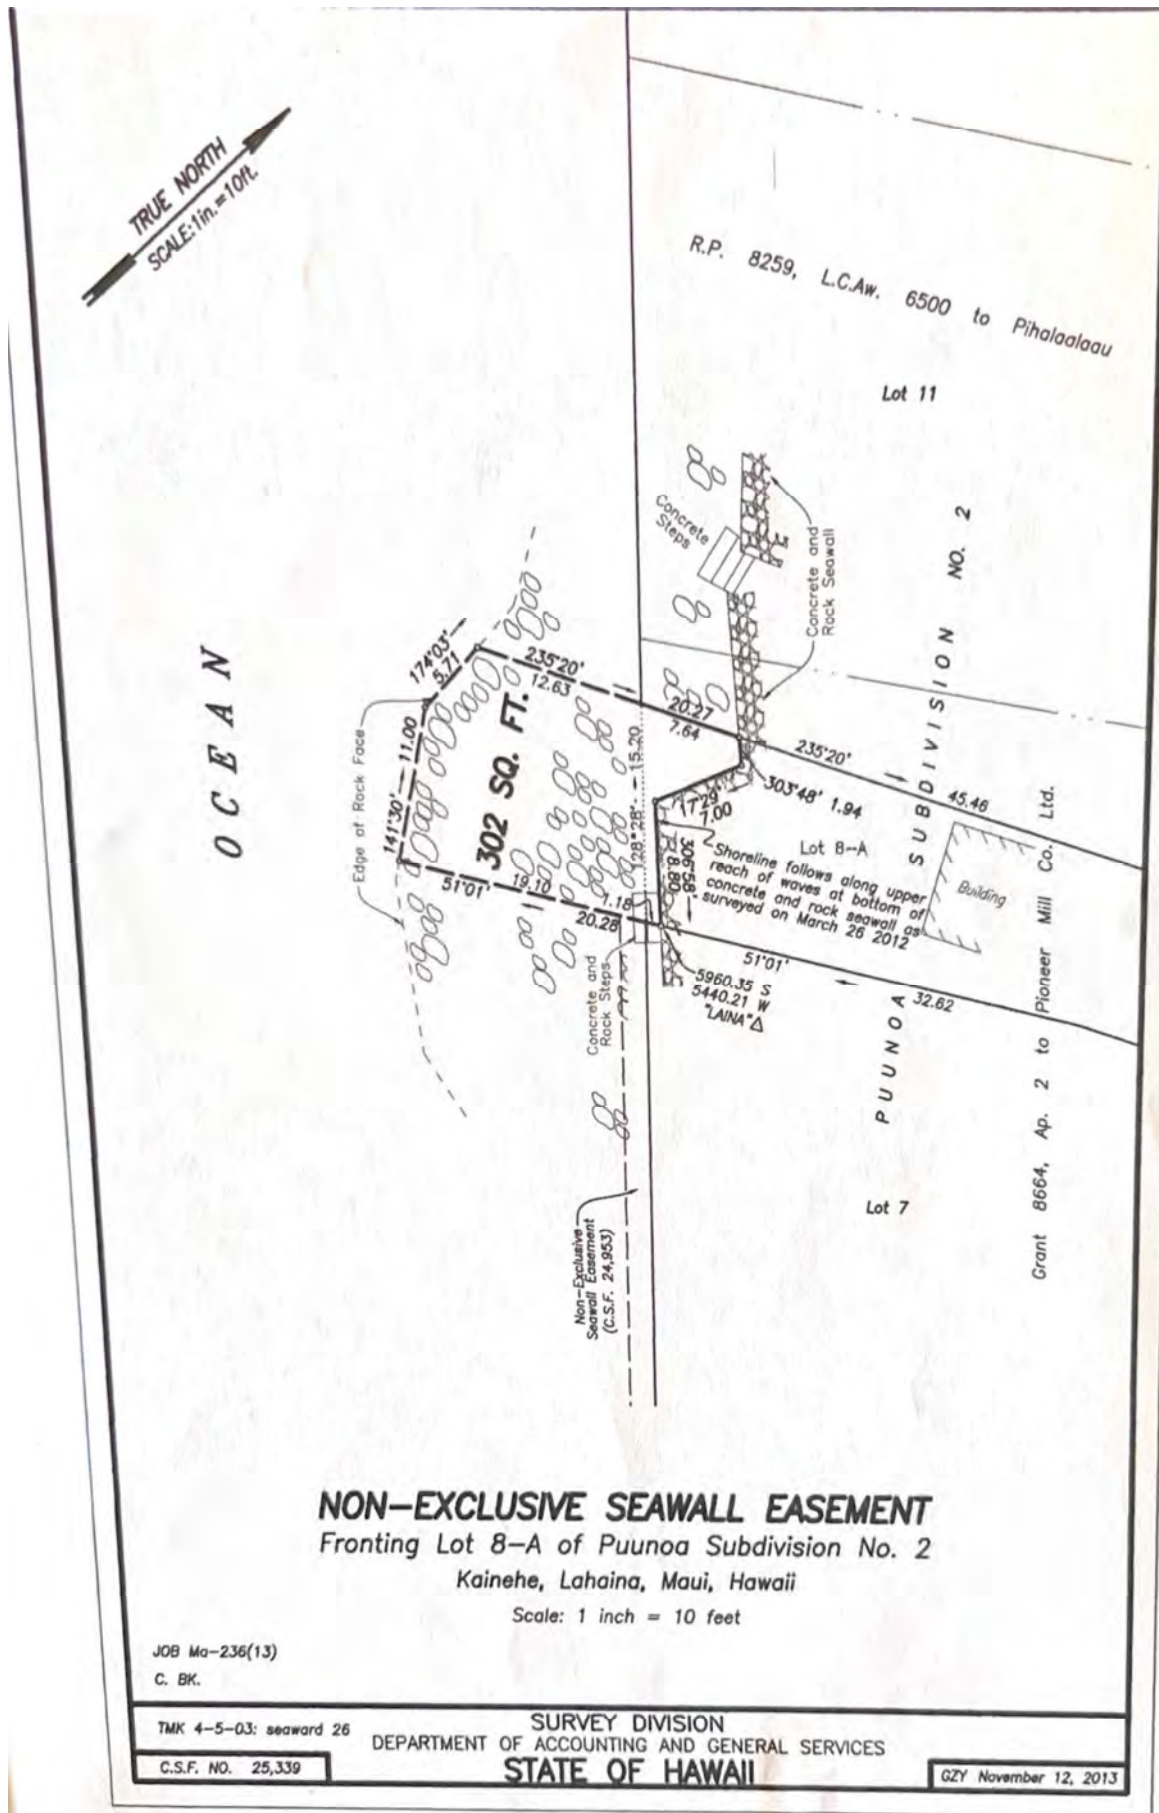 TRUE NORTH
SCALE: 1in.=10ft.
R.P. 8259, L.C.Aw. 6500 to Pihalaalaau
Lot 11
Concrete
Steps
Concrete and
Rock Seawall
OCEAN
Edge of Rock Face
174°03'
5.71
235°20'
12.63
141°30'
11.00
302 SQ. FT.
20.27
7.64
128°28'
15.20
235°20'
45.46
303°48' 1.94
17°29'
7.00
306°58'
8.80
Lot 8-A
Shoreline follows along upper
reach of waves at bottom of
concrete and rock seawall as
surveyed on March 26 2012
Building
51°01'
19.10
1.18
20.28
Concrete and
Rock Steps
51°01'
32.62
5960.35 S
5440.21 W
"LAINA" Δ
PUUNOA SUBDIVISION NO. 2
Grant 8664, Ap. 2 to Pioneer Mill Co. Ltd.
Lot 7
Non-Exclusive
Seawall Easement
(C.S.F. 24,953)
NON-EXCLUSIVE SEAWALL EASEMENT
Fronting Lot 8-A of Puunoa Subdivision No. 2
Kainehe, Lahaina, Maui, Hawaii
Scale: 1 inch = 10 feet
JOB Ma-236(13)
C. BK.
TMK 4-5-03: seaward 26
SURVEY DIVISION
DEPARTMENT OF ACCOUNTING AND GENERAL SERVICES
STATE OF HAWAII
C.S.F. NO. 25,339
GZY November 12, 2013